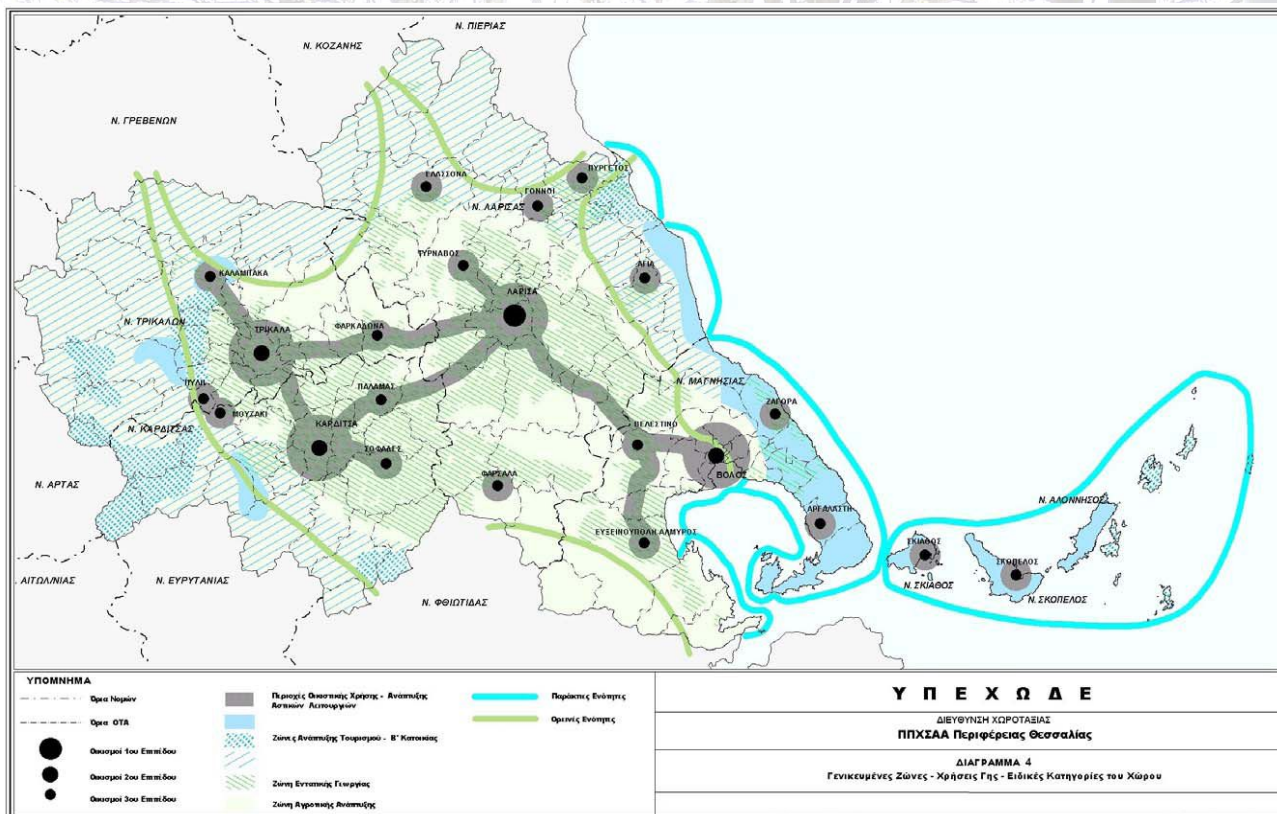 Ν. ΠΙΕΡΙΑΣ
Ν. ΚΟΖΑΝΗΣ
Ν. ΓΡΕΒΕΝΩΝ
ΠΥΡΓΕΤΟΣ
ΕΛΑΣΣΟΝΑ
ΓΟΝΝΟΙ
Ν. ΛΑΡΙΣΑΣ
ΤΥΡΝΑΒΟΣ
ΑΓΙΑ
ΚΑΛΑΜΠΑΚΑ
ΛΑΡΙΣΑ
Ν. ΤΡΙΚΑΛΩΝ
ΤΡΙΚΑΛΑ
ΦΑΡΚΑΔΩΝΑ
Ν. ΜΑΓΝΗΣΙΑΣ
ΠΥΛΗ
ΠΑΛΑΜΑΣ
ΜΟΥΖΑΚΙ
ΖΑΓΟΡΑ
Ν. ΚΑΡΔΙΤΣΑΣ
ΚΑΡΔΙΤΣΑ
ΒΕΛΕΣΤΙΝΟ
ΣΟΦΑΔΕΣ
ΒΟΛΟΣ
Ν. ΑΡΤΑΣ
ΦΑΡΣΑΛΑ
Ν. ΑΛΟΝΝΗΣΟΣ
ΑΡΓΑΛΑΣΤΗ
ΕΥΞΕΙΝΟΥΠΟΛΗ ΑΛΜΥΡΟΣ
ΣΚΙΑΘΟΣ
ΣΚΟΠΕΛΟΣ
. ΑΙΤΩΛ/ΝΙΑΣ
Ν. ΕΥΡΥΤΑΝΙΑΣ
Ν. ΣΚΙΑΘΟΣ
Ν. ΣΚΟΠΕΛΟΣ
Ν. ΦΘΙΩΤΙΔΑΣ
ΥΠΟΜΝΗΜΑ
Όρια Νομών
Όρια ΟΤΑ
Οικισμοί 1ου Επιπέδου
Οικισμοί 2ου Επιπέδου
Οικισμοί 3ου Επιπέδου
Περιοχές Οικιστικής Χρήσης - Ανάπτυξης
Αστικών Λειτουργιών
Ζώνες Ανάπτυξης Τουρισμού - Β' Κατοικίας
Ζώνη Εντατικής Γεωργίας
Ζώνη Αγροτικής Ανάπτυξης
Παράκτιες Ενότητες
Ορεινές Ενότητες
Υ Π Ε Χ Ω Δ Ε
ΔΙΕΥΘΥΝΣΗ ΧΩΡΟΤΑΞΙΑΣ
ΠΠΧΣΑΑ Περιφέρειας Θεσσαλίας
ΔΙΑΓΡΑΜΜΑ 4
Γενικευμένες Ζώνες - Χρήσεις Γης - Ειδικές Κατηγορίες του Χώρου